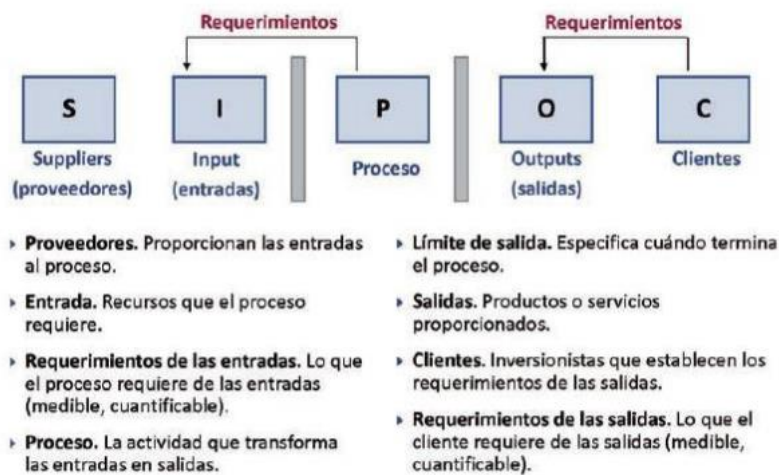 Requerimientos
Requerimientos
S
I
P
O
C
Suppliers
(proveedores)
Input
(entradas)
Proceso
Outputs
(salidas)
Clientes
Proveedores. Proporcionan las entradas
al proceso.
Entrada. Recursos que el proceso
requiere.
Requerimientos de las entradas. Lo que
el proceso requiere de las entradas
(medible, cuantificable).
Proceso. La actividad que transforma
las entradas en salidas.
Límite de salida. Especifica cuándo termina
el proceso.
Salidas. Productos o servicios
proporcionados.
Clientes. Inversionistas que establecen los
requerimientos de las salidas.
Requerimientos de las salidas. Lo que el
cliente requiere de las salidas (medible,
cuantificable).